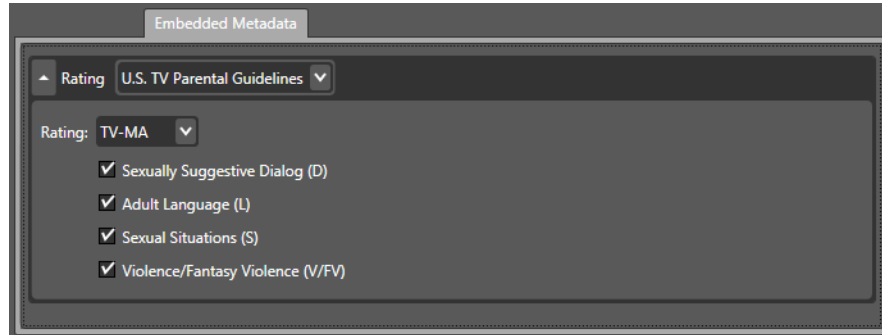 Embedded Metadata
Rating U.S. TV Parental Guidelines
Rating: TV-MA
Sexually Suggestive Dialog (D)
Adult Language (L)
Sexual Situations (S)
Violence/Fantasy Violence (V/FV)